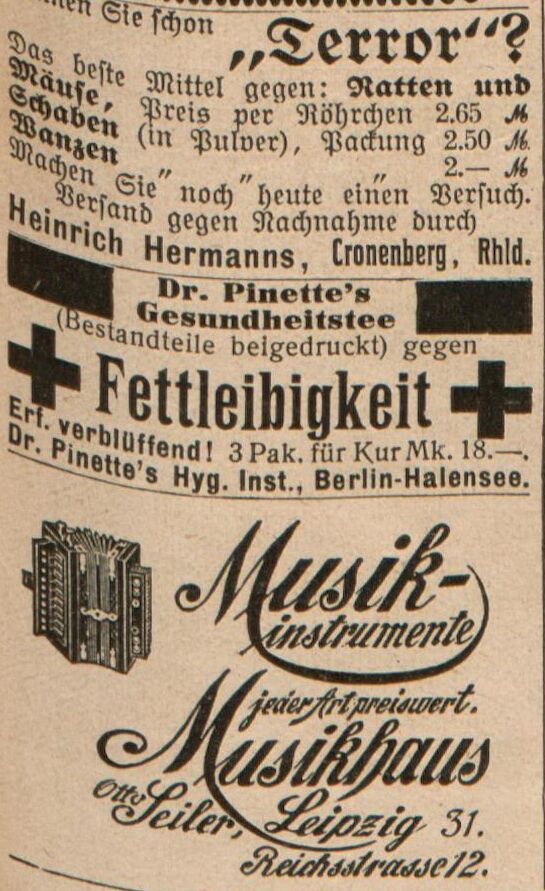 Sie schon
„Terror“?
Das beste Mittel gegen: Ratten und
Mäuse, Preis per Röhrchen 2.65 M
Schaben (in Pulver), Packung 2.50 M.
Wanzen " " " 2.— M
Machen Sie noch heute einen Versuch.
Versand gegen Nachnahme durch
Heinrich Hermanns, Cronenberg, Rhld.
Dr. Pinette's
Gesundheitstee
(Bestandteile beigedruckt) gegen
Fettleibigkeit
Erf. verblüffend! 3 Pak. für Kur Mk. 18.—.
Dr. Pinette's Hyg. Inst., Berlin-Halensee.
Musik-
instrumente
jeder Art preiswert.
Musikhaus
Otto Seiler, Leipzig 31.
Reichsstrasse 12.